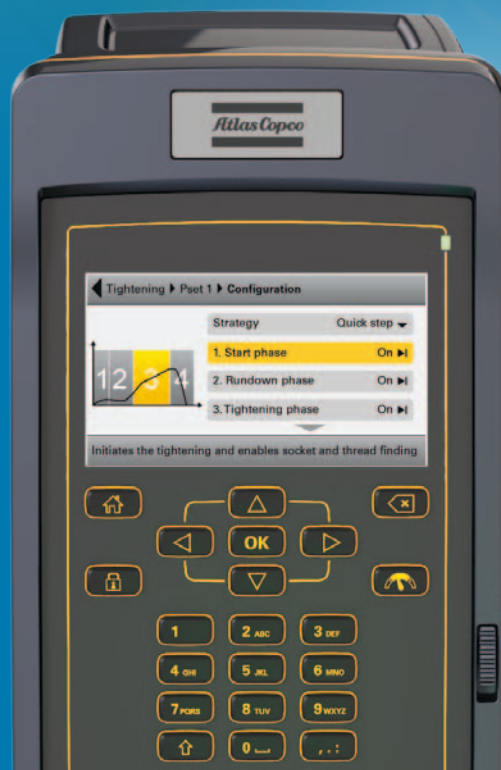 Atlas Copco
Tightening Pset 1 Configuration
Strategy Quick step
1. Start phase On
1 2 3 4
2. Rundown phase On
3. Tightening phase On
Initiates the tightening and enables socket and thread finding
OK
1 2 ABC 3 DEF
4 GHI 5 JKL 6 MNO
7 PQRS 8 TUV 9 WXYZ
0 , . :